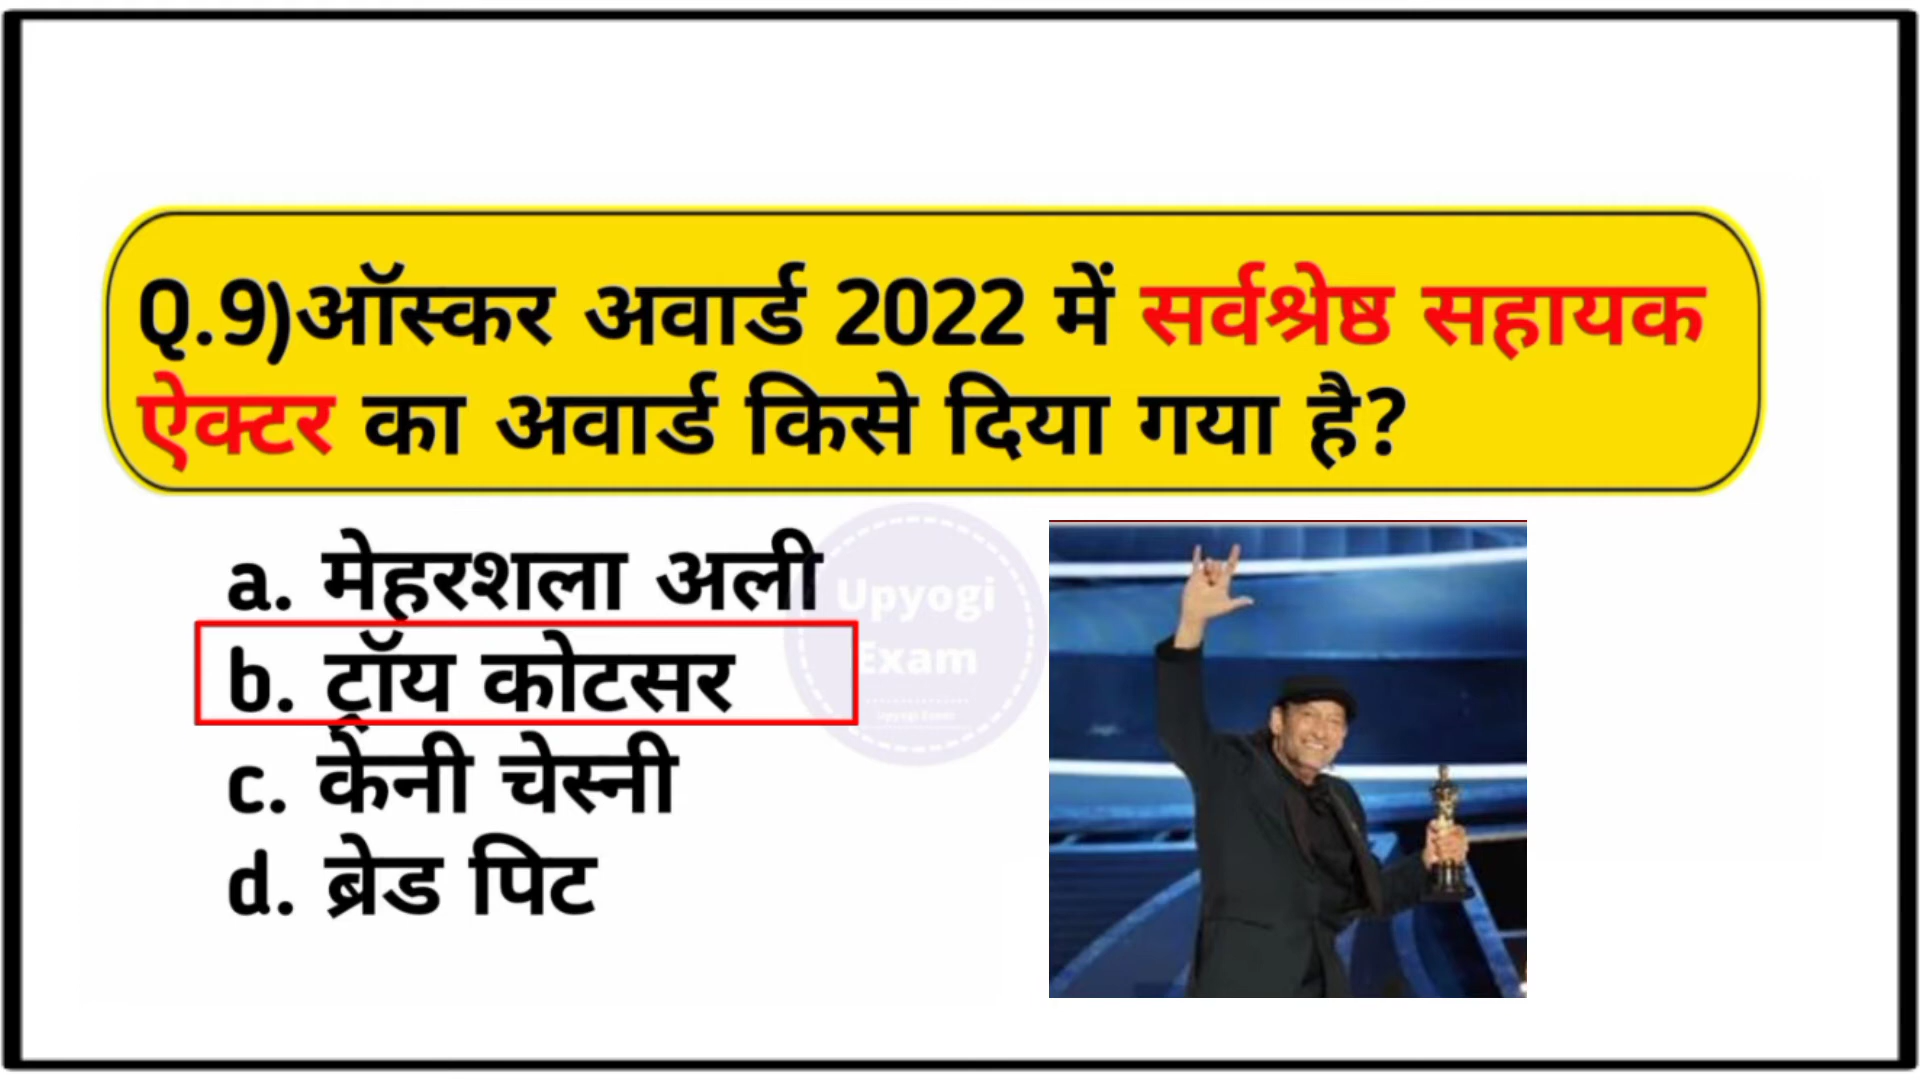 Q.9)ऑस्कर अवार्ड 2022 में सर्वश्रेष्ठ सहायक
ऐक्टर का अवार्ड किसे दिया गया है?
a. मेहरशला अली
b. ट्रॉय कोटसर
c. केनी चेस्नी
d. ब्रेड पिट
Upyogi
Exam